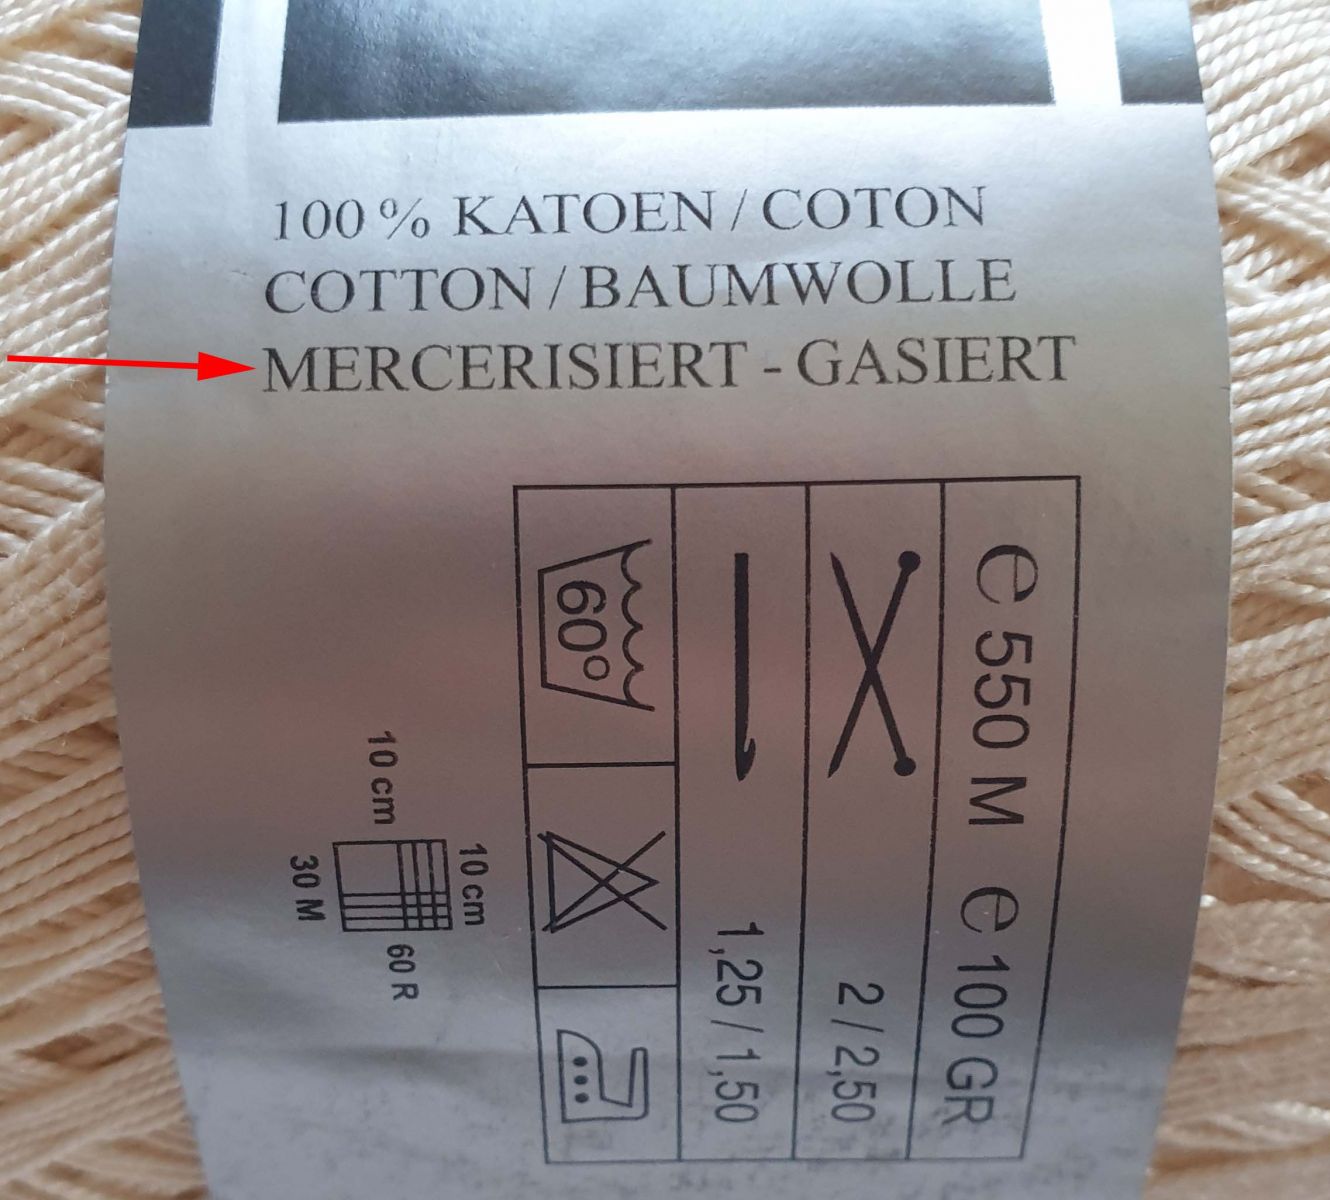 100 % KATOEN / COTON
COTTON / BAUMWOLLE
MERCERISIERT - GASIERT
e 550 M e 100 GR
2 / 2,50
1,25 / 1,50
60°
10 cm
60 R
10 cm
30 M